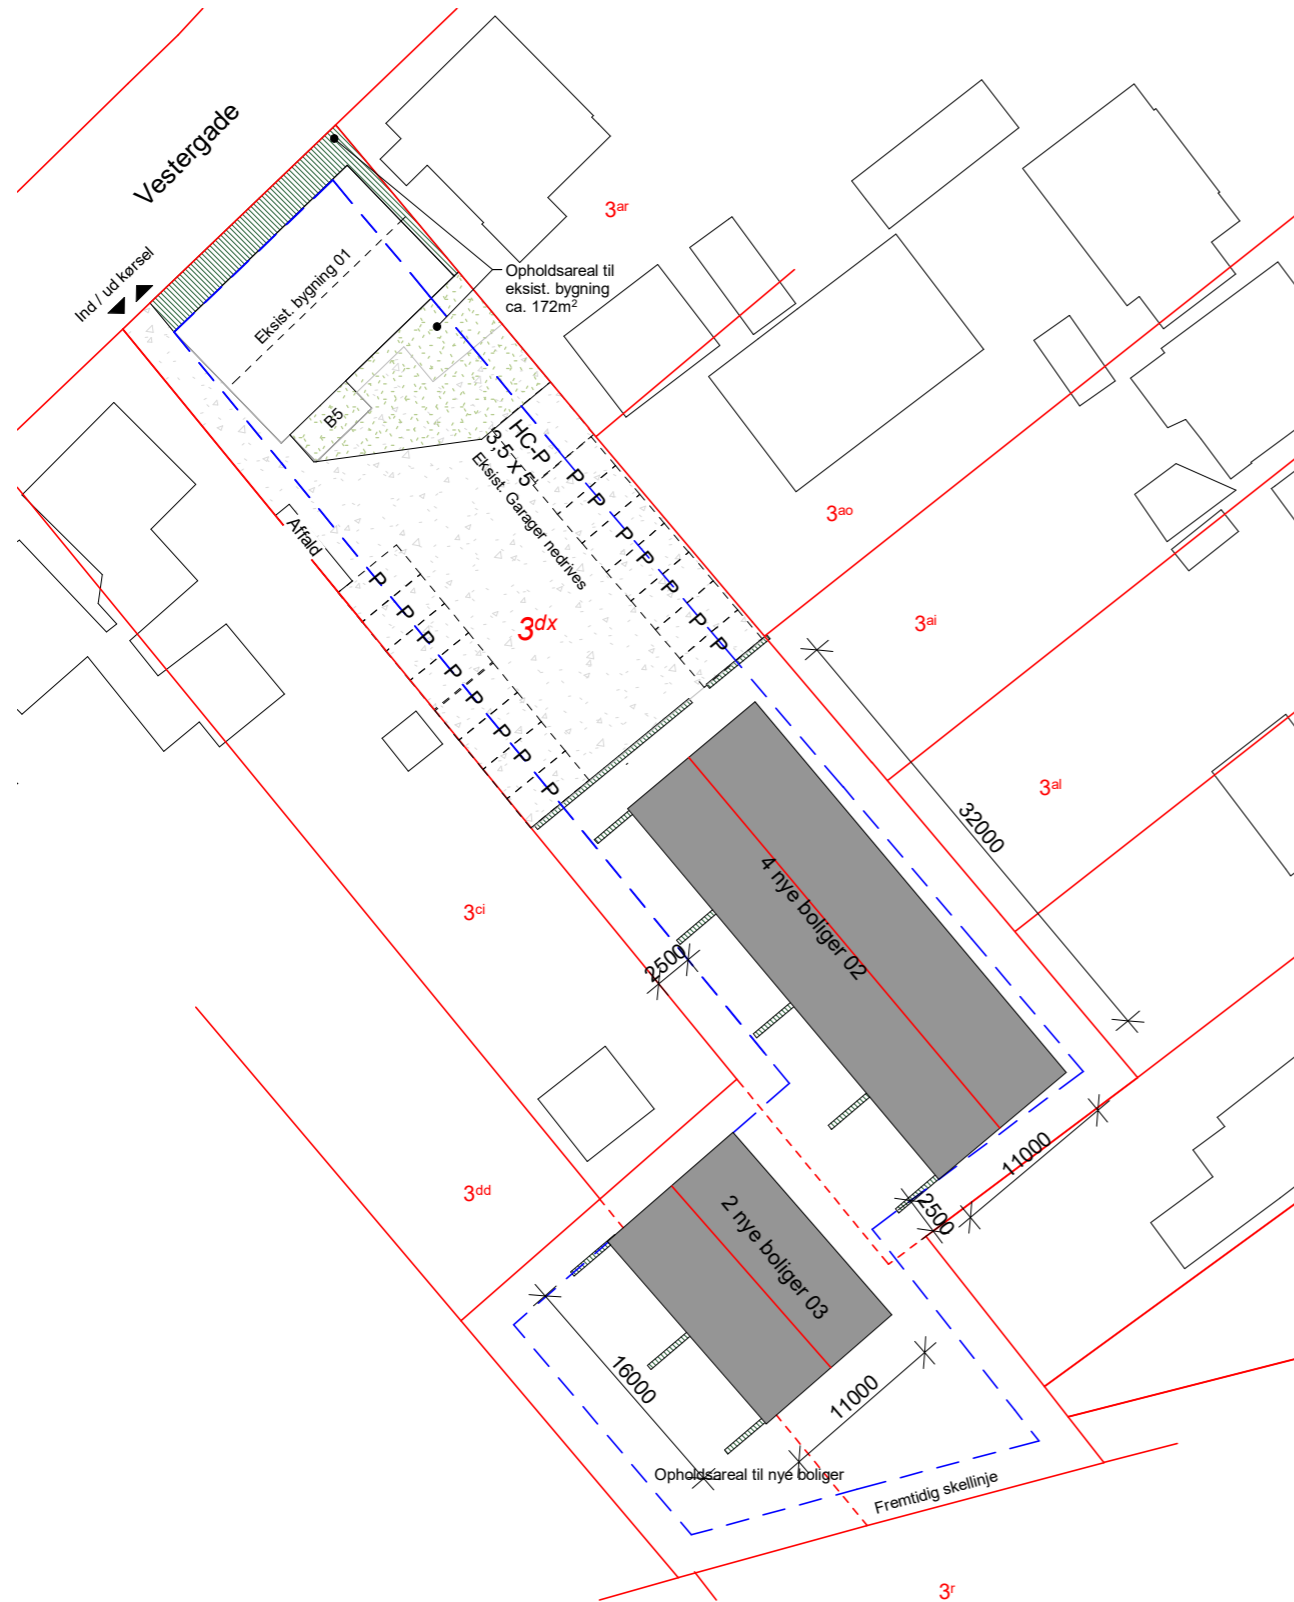 Vestergade
Ind / ud kørsel
Eksist. bygning 01
3ar
Opholdsareal til
eksist. bygning
ca. 172m²
B5
HC-P
3,5 X 5
P
P
P
P
P
P
P
Eksist. Garager nedrives
3ao
Affald
P
P
P
P
P
P
P
P
3dx
3ai
3al
32000
4 nye boliger 02
3ci
2500
11000
2500
3dd
2 nye boliger 03
16000
11000
Opholdsareal til nye boliger
Fremtidig skellinje
3r